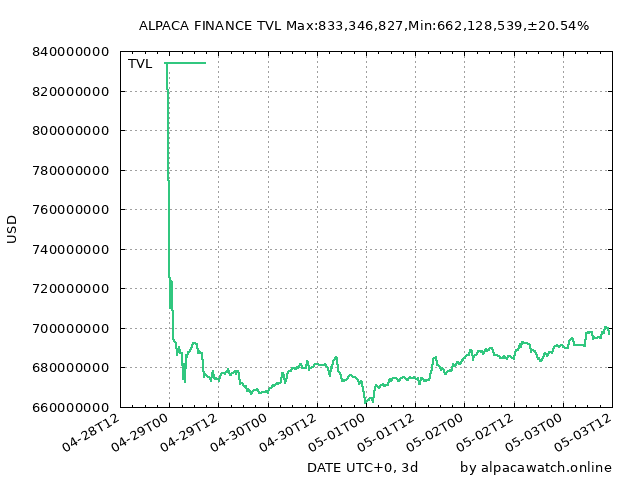 ALPACA FINANCE TVL Max:833,346,827,Min:662,128,539,±20.54%
840000000
820000000
800000000
780000000
760000000
740000000
720000000
700000000
680000000
660000000
USD
TVL
04-28T12
04-29T00
04-29T12
04-30T00
04-30T12
05-01T00
05-01T12
05-02T00
05-02T12
05-03T00
05-03T12
DATE UTC+0, 3d by alpacawatch.online